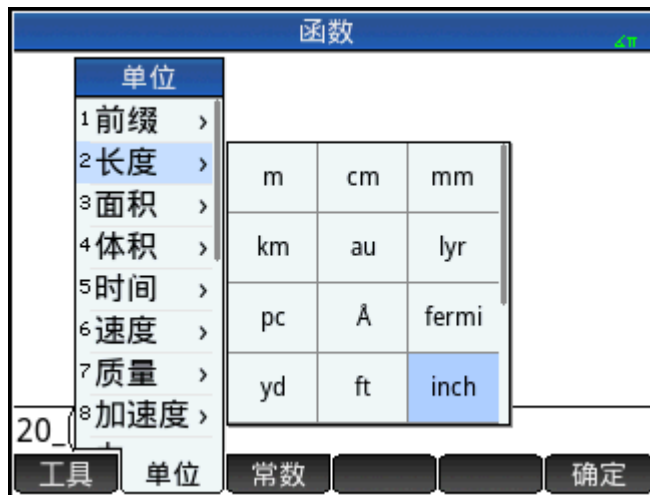 函数
∡π
单位
1前缀 ›
2长度 ›
3面积 ›
4体积 ›
5时间 ›
6速度 ›
7质量 ›
8加速度 ›
m cm mm
km au lyr
pc Å fermi
yd ft inch
20_
工具 单位 常数 确定